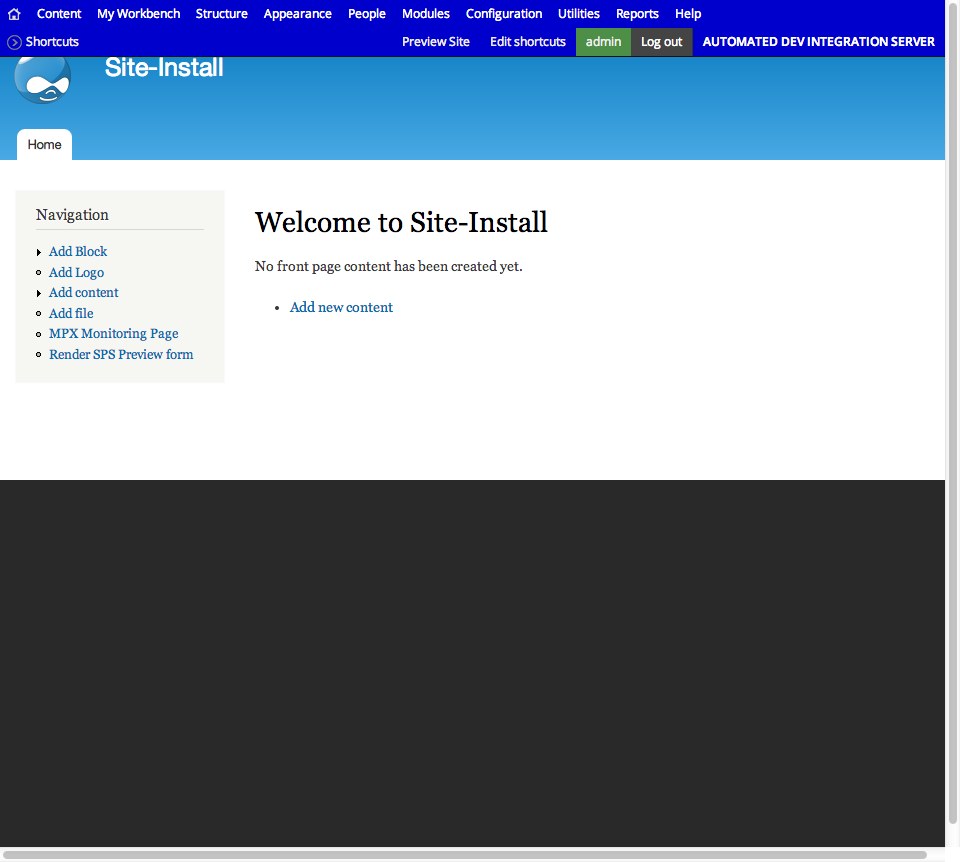 Content My Workbench Structure Appearance People Modules Configuration Utilities Reports Help
Shortcuts Preview Site Edit shortcuts admin Log out AUTOMATED DEV INTEGRATION SERVER
Site-Install
Home
Navigation
Add Block
Add Logo
Add content
Add file
MPX Monitoring Page
Render SPS Preview form
Welcome to Site-Install
No front page content has been created yet.
Add new content